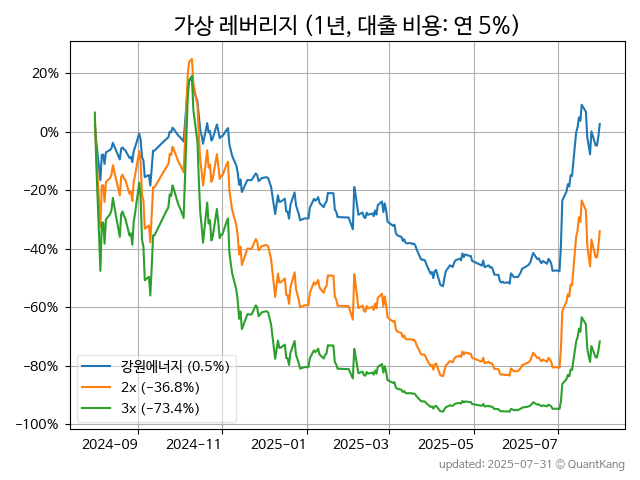 가상 레버리지 (1년, 대출 비용: 연 5%)
20%
0%
−20%
−40%
−60%
−80%
−100%
강원에너지 (0.5%)
2x (−36.8%)
3x (−73.4%)
2024-09 2024-11 2025-01 2025-03 2025-05 2025-07
updated: 2025-07-31 © QuantKang